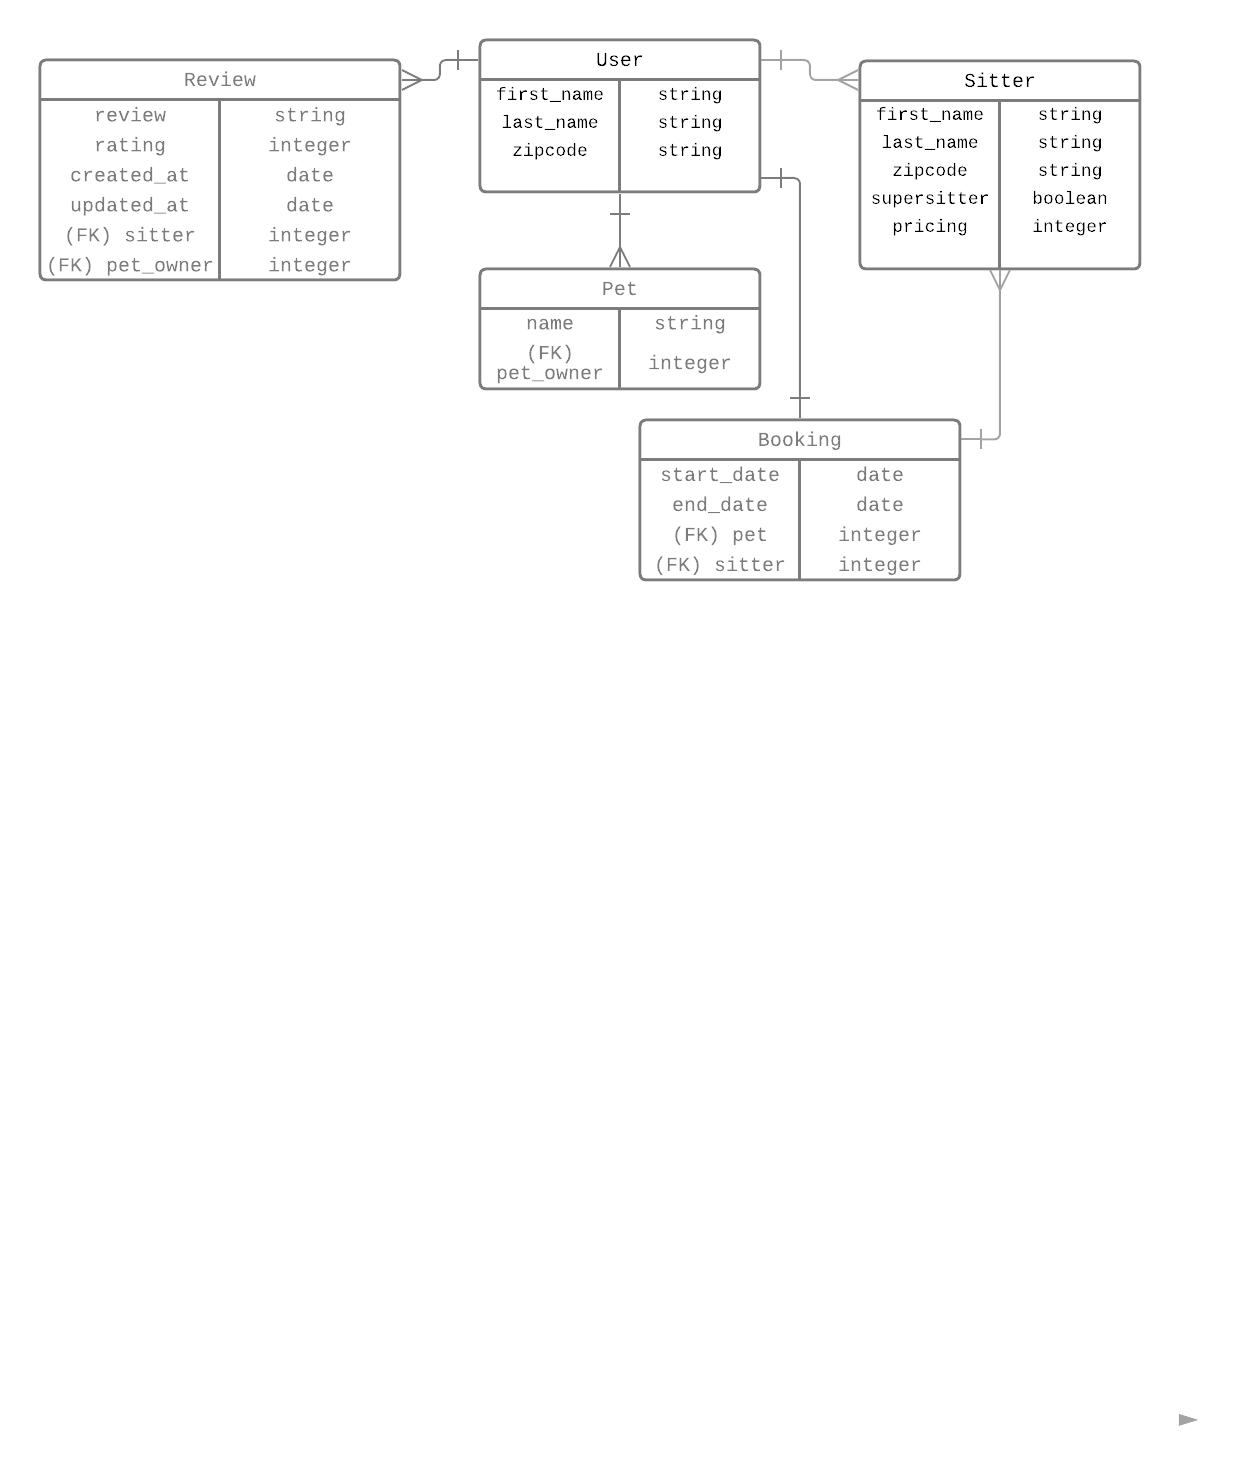 Review
review string
rating integer
created_at date
updated_at date
(FK) sitter integer
(FK) pet_owner integer
User
first_name string
last_name string
zipcode string
Sitter
first_name string
last_name string
zipcode string
supersitter boolean
pricing integer
Pet
name string
(FK)
pet_owner integer
Booking
start_date date
end_date date
(FK) pet integer
(FK) sitter integer